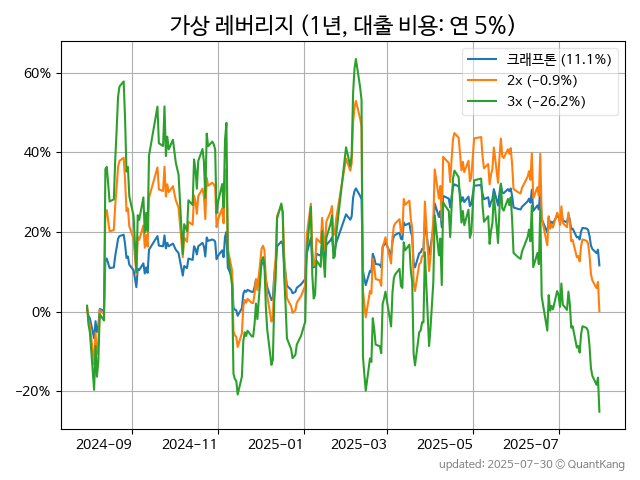 가상 레버리지 (1년, 대출 비용: 연 5%)
크래프톤 (11.1%)
2x (−0.9%)
3x (−26.2%)
60%
40%
20%
0%
−20%
2024-09
2024-11
2025-01
2025-03
2025-05
2025-07
updated: 2025-07-30 © QuantKang